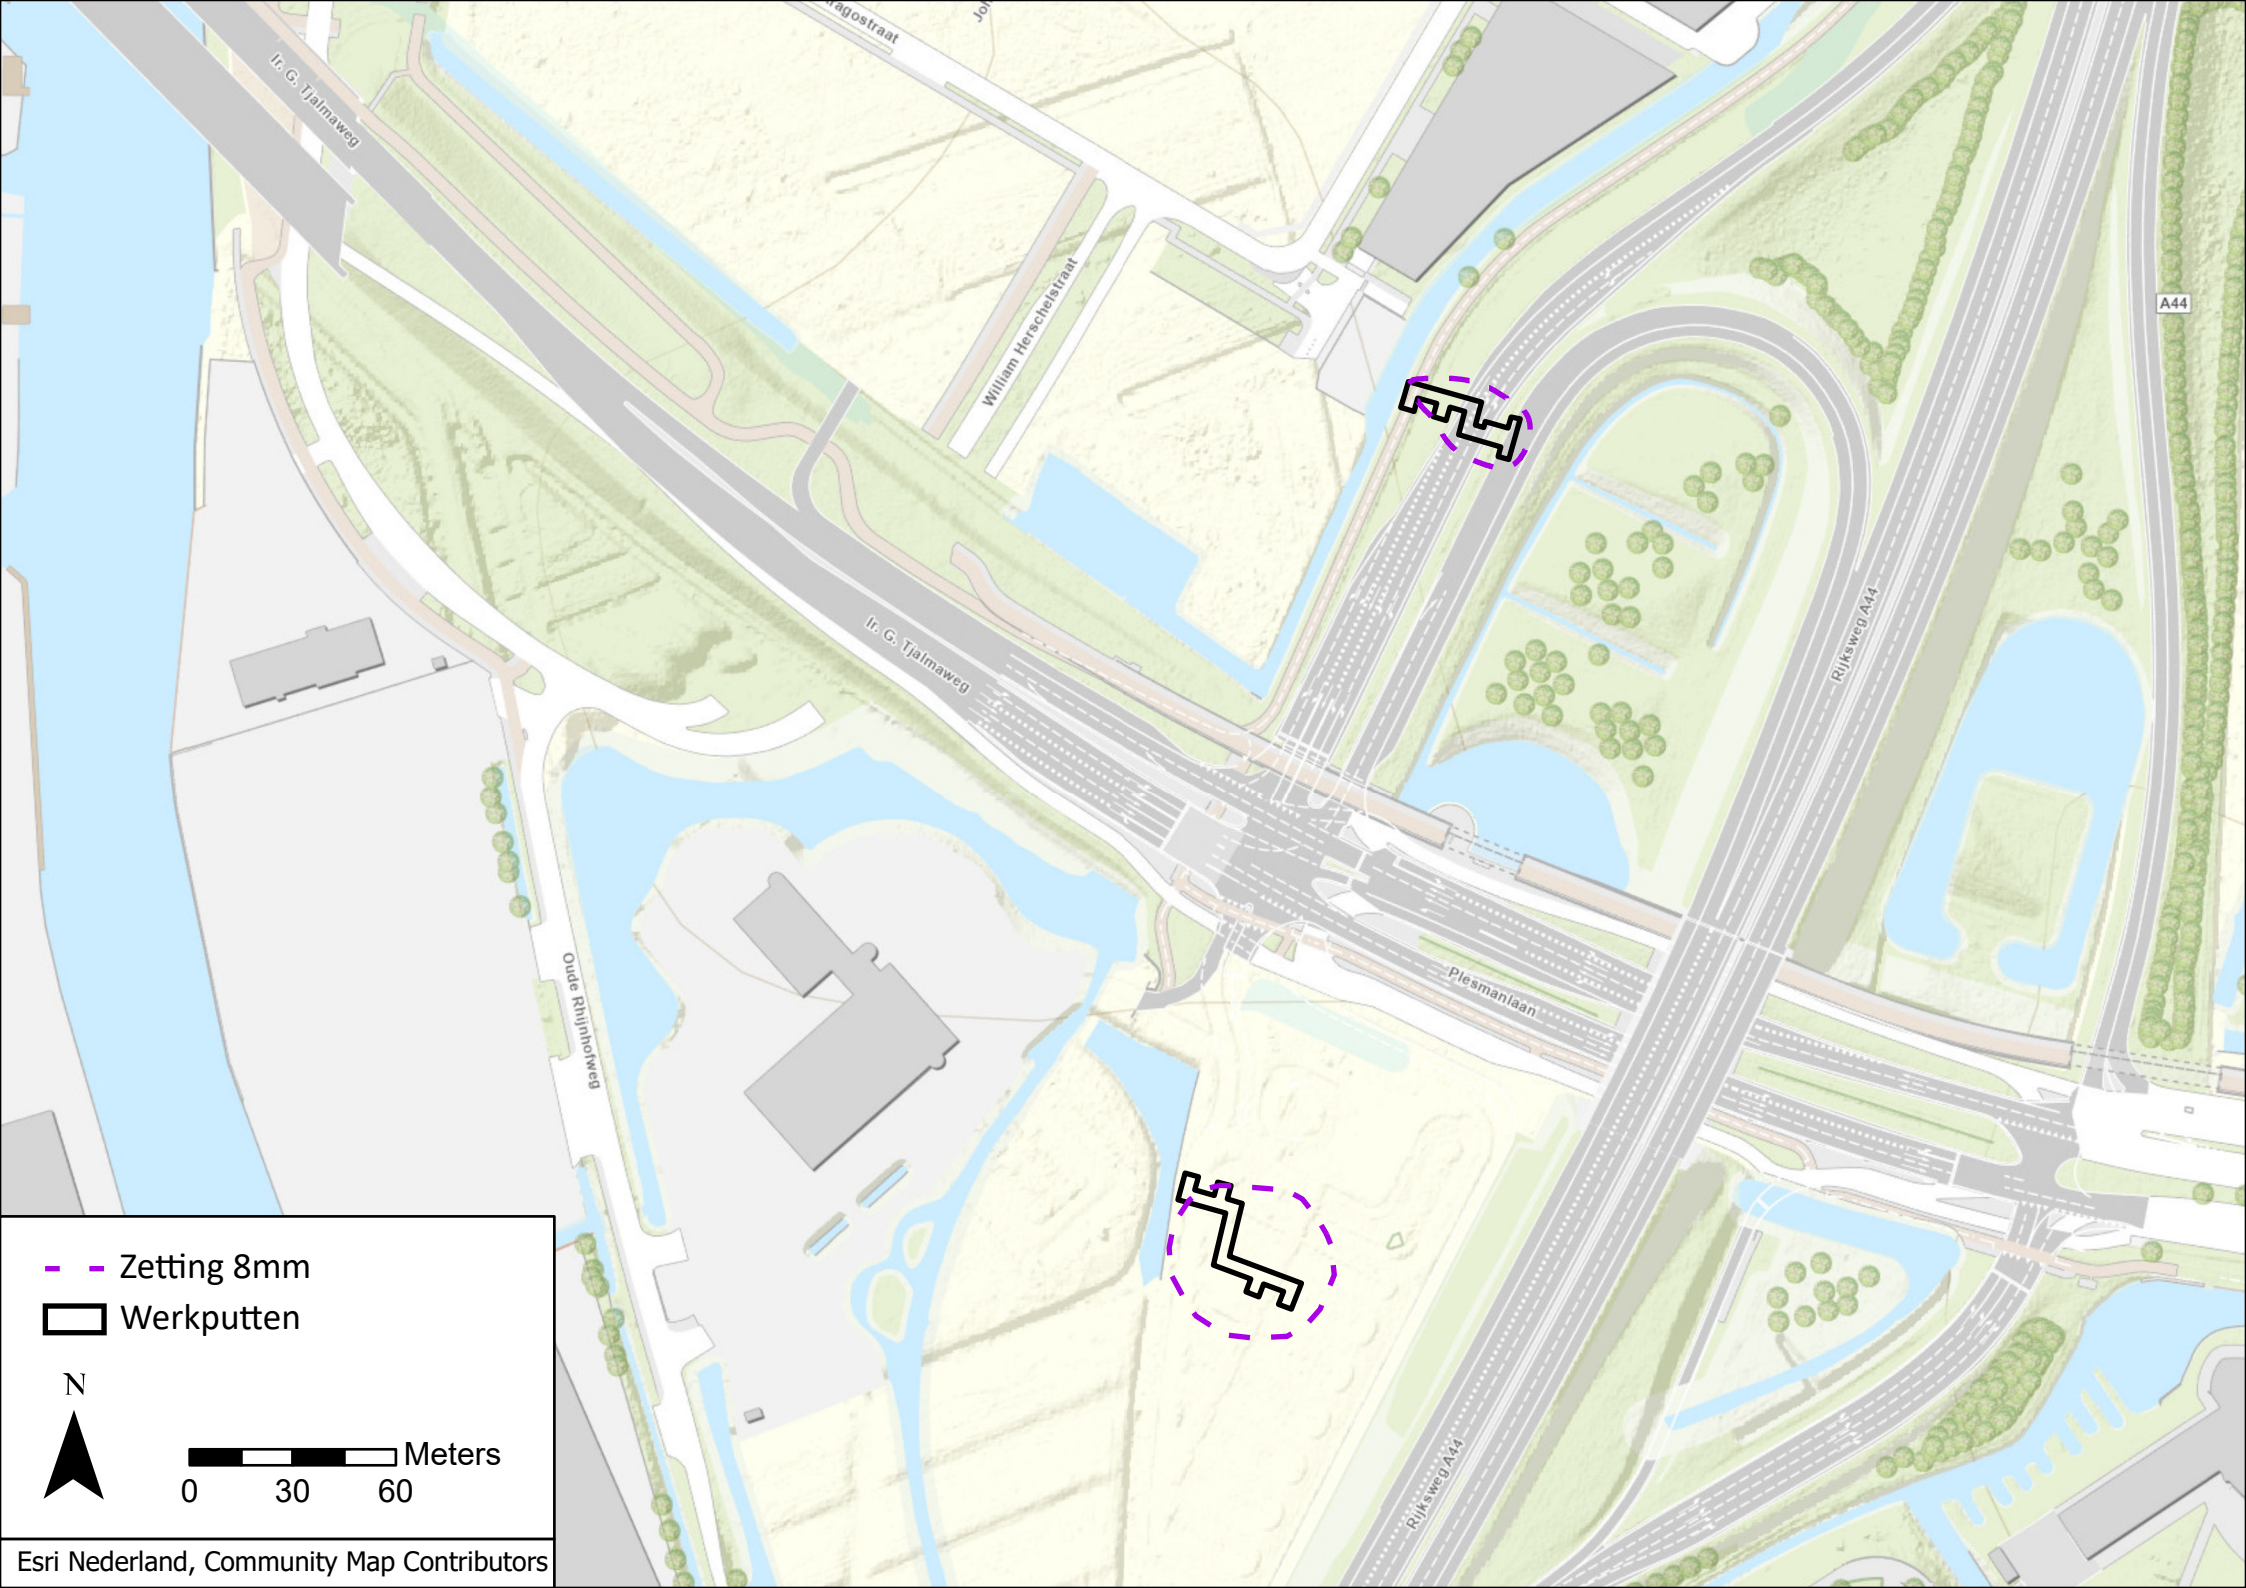 Ir. G. Tjalmaweg
William Herschelstraat
A44
Ir. G. Tjalmaweg
Rijksweg A44
Oude Rhijnhofweg
Plesmanlaan
Rijksweg A44
Zetting 8mm
Werkputten
N
Meters
0 30 60
Esri Nederland, Community Map Contributors